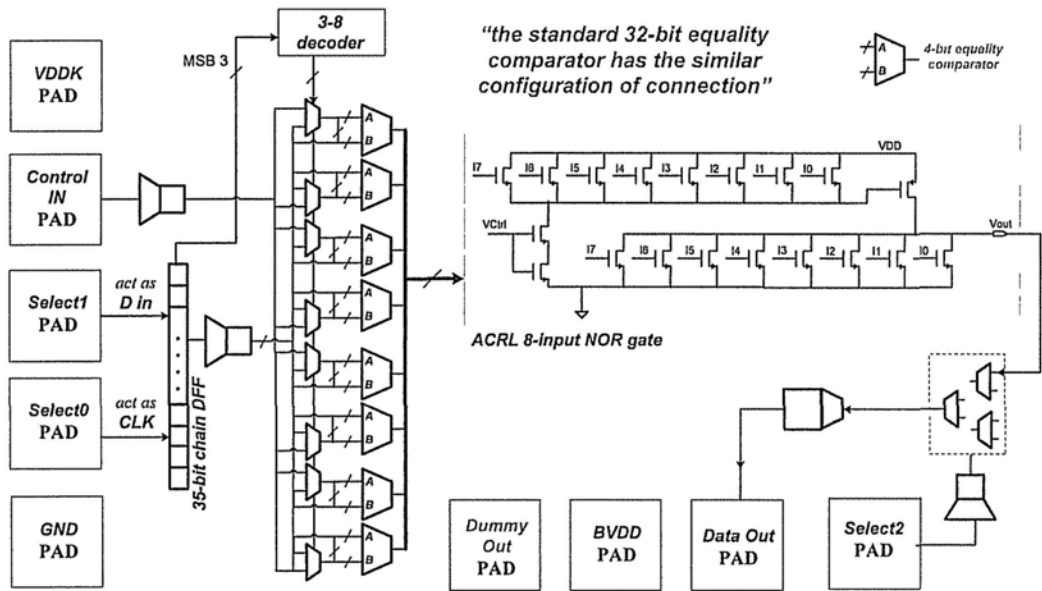 3-8
decoder
MSB 3
"the standard 32-bit equality
comparator has the similar
configuration of connection"
A
B
4-bit equality
comparator
VDDK
PAD
Control
IN
PAD
Select1
PAD
act as
D in
Select0
PAD
act as
CLK
35-bit chain DFF
GND
PAD
A
B
A
B
A
B
A
B
A
B
A
B
A
B
A
B
VDD
I7 I6 I5 I4 I3 I2 I1 I0
VCtrl
I7 I6 I5 I4 I3 I2 I1 I0
Vout
ACRL 8-input NOR gate
Dummy
Out
PAD
BVDD
PAD
Data Out
PAD
Select2
PAD